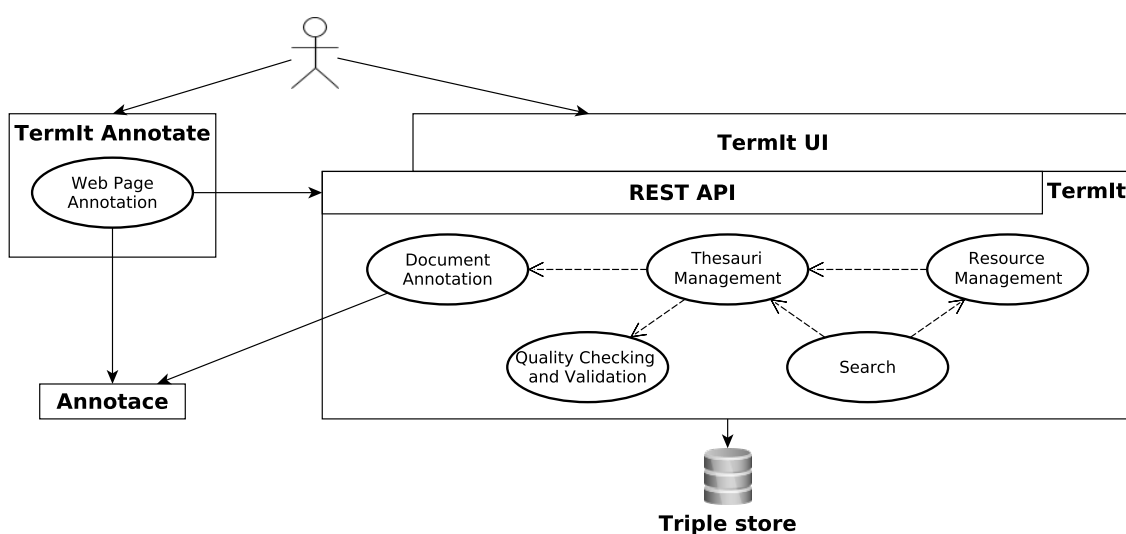 TermIt Annotate
Web Page
Annotation
TermIt UI
REST API
TermIt
Document
Annotation
Thesauri
Management
Resource
Management
Quality Checking
and Validation
Search
Annotace
Triple store